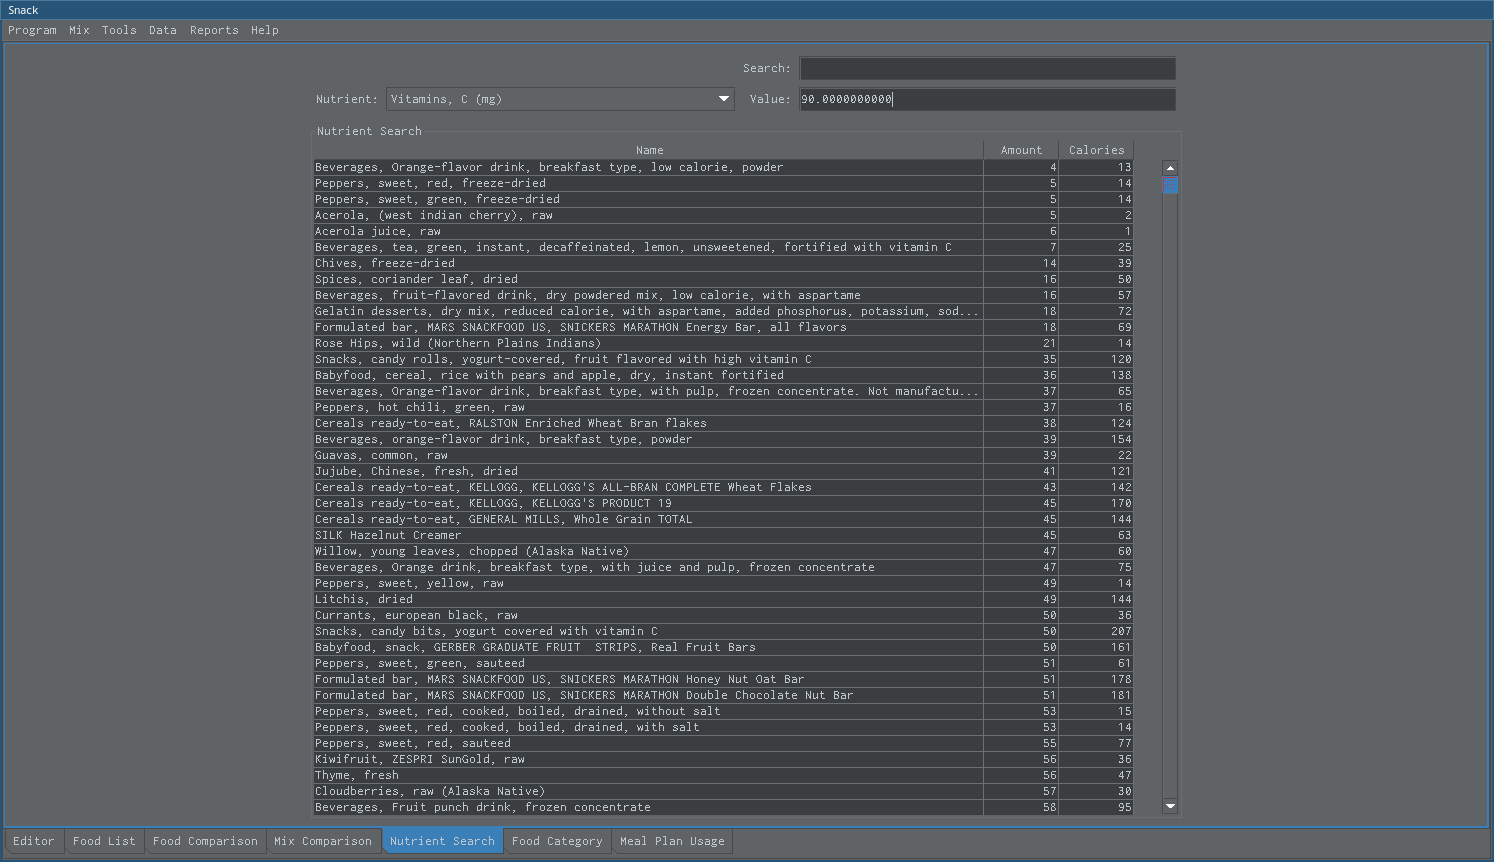 Snack
Program Mix Tools Data Reports Help
Search:
Nutrient: Vitamins, C (mg) Value: 90.0000000000
Nutrient Search
Name Amount Calories
Beverages, Orange-flavor drink, breakfast type, low calorie, powder 4 13
Peppers, sweet, red, freeze-dried 5 14
Peppers, sweet, green, freeze-dried 5 14
Acerola, (west indian cherry), raw 5 2
Acerola juice, raw 6 1
Beverages, tea, green, instant, decaffeinated, lemon, unsweetened, fortified with vitamin C 7 25
Chives, freeze-dried 14 39
Spices, coriander leaf, dried 16 50
Beverages, fruit-flavored drink, dry powdered mix, low calorie, with aspartame 16 57
Gelatin desserts, dry mix, reduced calorie, with aspartame, added phosphorus, potassium, sod... 18 72
Formulated bar, MARS SNACKFOOD US, SNICKERS MARATHON Energy Bar, all flavors 18 69
Rose Hips, wild (Northern Plains Indians) 21 14
Snacks, candy rolls, yogurt-covered, fruit flavored with high vitamin C 35 120
Babyfood, cereal, rice with pears and apple, dry, instant fortified 36 138
Beverages, Orange-flavor drink, breakfast type, with pulp, frozen concentrate. Not manufactu... 37 65
Peppers, hot chili, green, raw 37 16
Cereals ready-to-eat, RALSTON Enriched Wheat Bran flakes 38 124
Beverages, orange-flavor drink, breakfast type, powder 39 154
Guavas, common, raw 39 22
Jujube, Chinese, fresh, dried 41 121
Cereals ready-to-eat, KELLOGG, KELLOGG'S ALL-BRAN COMPLETE Wheat Flakes 43 142
Cereals ready-to-eat, KELLOGG, KELLOGG'S PRODUCT 19 45 170
Cereals ready-to-eat, GENERAL MILLS, Whole Grain TOTAL 45 144
SILK Hazelnut Creamer 45 63
Willow, young leaves, chopped (Alaska Native) 47 60
Beverages, Orange drink, breakfast type, with juice and pulp, frozen concentrate 47 75
Peppers, sweet, yellow, raw 49 14
Litchis, dried 49 144
Currants, european black, raw 50 36
Snacks, candy bits, yogurt covered with vitamin C 50 207
Babyfood, snack, GERBER GRADUATE FRUIT  STRIPS, Real Fruit Bars 50 161
Peppers, sweet, green, sauteed 51 61
Formulated bar, MARS SNACKFOOD US, SNICKERS MARATHON Honey Nut Oat Bar 51 178
Formulated bar, MARS SNACKFOOD US, SNICKERS MARATHON Double Chocolate Nut Bar 51 181
Peppers, sweet, red, cooked, boiled, drained, without salt 53 15
Peppers, sweet, red, cooked, boiled, drained, with salt 53 14
Peppers, sweet, red, sauteed 55 77
Kiwifruit, ZESPRI SunGold, raw 56 36
Thyme, fresh 56 47
Cloudberries, raw (Alaska Native) 57 30
Beverages, Fruit punch drink, frozen concentrate 58 95
Editor Food List Food Comparison Mix Comparison Nutrient Search Food Category Meal Plan Usage